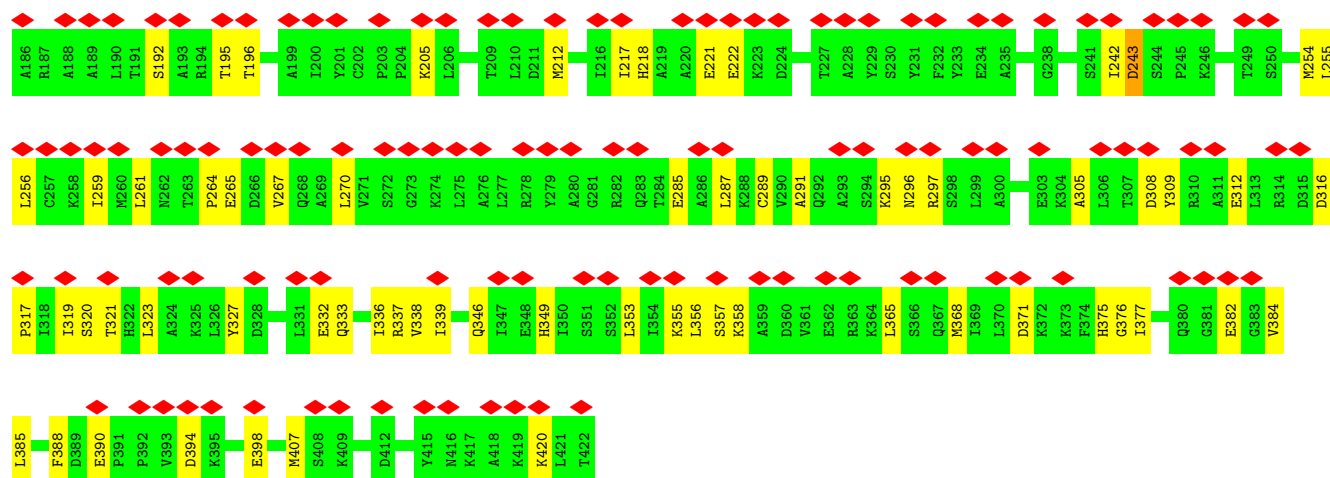 A186 R187 A188 A189 L190 T191 S192 A193 R194 T195 T196 A199 I200 Y201 C202 P203 P204 K205 L206 T209 L210 D211 M212 I216 I217 H218 A219 A220 E221 E222 K223 D224 T227 A228 Y229 S230 Y231 F232 Y233 E234 A235 G238 S241 I242 D243 S244 P245 K246 T249 S250 M254 L255
L256 C257 K258 I259 M260 L261 N262 T263 P264 E265 D266 V267 Q268 A269 L270 V271 S272 G273 K274 L275 A276 L277 R278 Y279 A280 G281 R282 Q283 T284 E285 A286 L287 K288 C289 V290 A291 Q292 A293 S294 K295 N296 R297 S298 L299 A300 E303 K304 A305 L306 T307 D308 Y309 R310 A311 E312 L313 R314 D315 D316
P317 I318 I319 S320 T321 H322 L323 A324 K325 L326 Y327 D328 L331 E332 Q333 I336 R337 V338 I339 Q346 I347 E348 H349 I350 S351 S352 L353 I354 K355 L356 S357 K358 A359 D360 V361 E362 R363 K364 L365 S366 Q367 M368 I369 L370 D371 K372 K373 F374 H375 G376 I377 Q380 G381 E382 G383 V384
L385 F388 D389 E390 P391 P392 V393 D394 K395 E398 M407 S408 K409 D412 Y415 N416 K417 A418 K419 K420 L421 T422